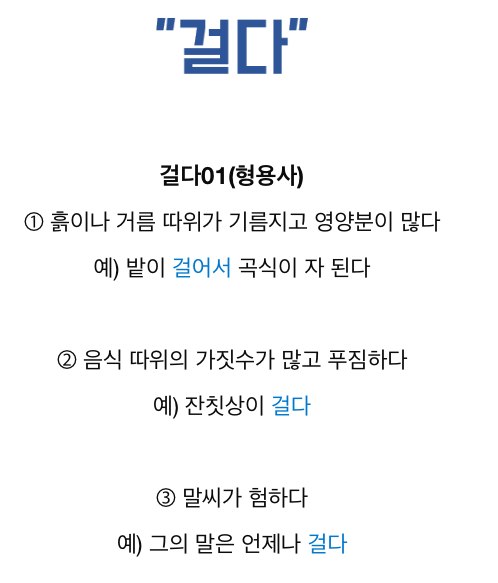 "걸다"
걸다01(형용사)
① 흙이나 거름 따위가 기름지고 영양분이 많다
예) 밭이 걸어서 곡식이 자 된다
② 음식 따위의 가짓수가 많고 푸짐하다
예) 잔칫상이 걸다
③ 말씨가 험하다
예) 그의 말은 언제나 걸다